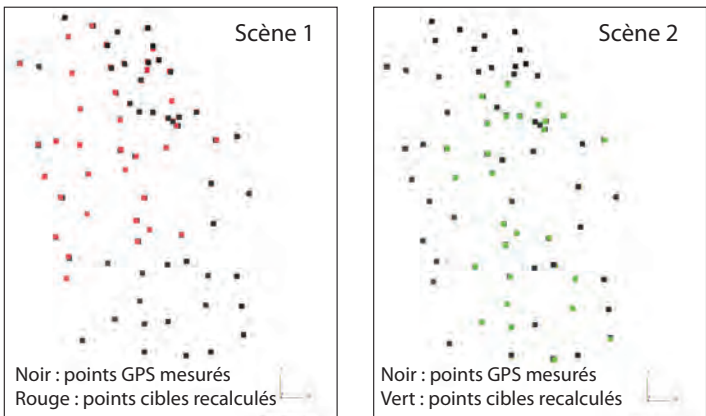 Scène 1
Noir : points GPS mesurés
Rouge : points cibles recalculés
Scène 2
Noir : points GPS mesurés
Vert : points cibles recalculés